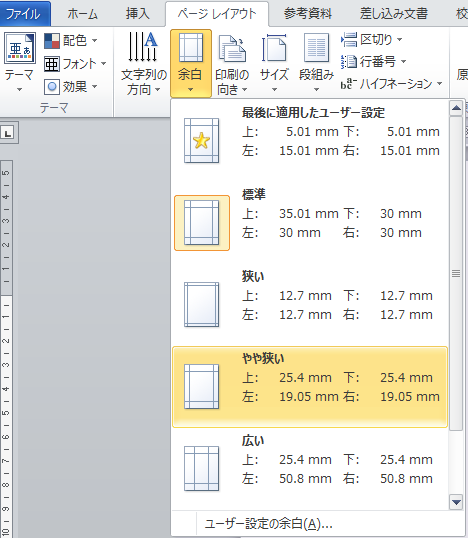 ファイル ホーム 挿入 ページ レイアウト 参考資料 差し込み文書 校
テーマ 配色 フォント 効果 文字列の方向 余白 印刷の向き サイズ 段組み 区切り 行番号 ハイフネーション 原
テーマ
最後に適用したユーザー設定
上: 5.01 mm 下: 5.01 mm
左: 15.01 mm 右: 15.01 mm
標準
上: 35.01 mm 下: 30 mm
左: 30 mm 右: 30 mm
狭い
上: 12.7 mm 下: 12.7 mm
左: 12.7 mm 右: 12.7 mm
やや狭い
上: 25.4 mm 下: 25.4 mm
左: 19.05 mm 右: 19.05 mm
広い
上: 25.4 mm 下: 25.4 mm
左: 50.8 mm 右: 50.8 mm
ユーザー設定の余白(A)...